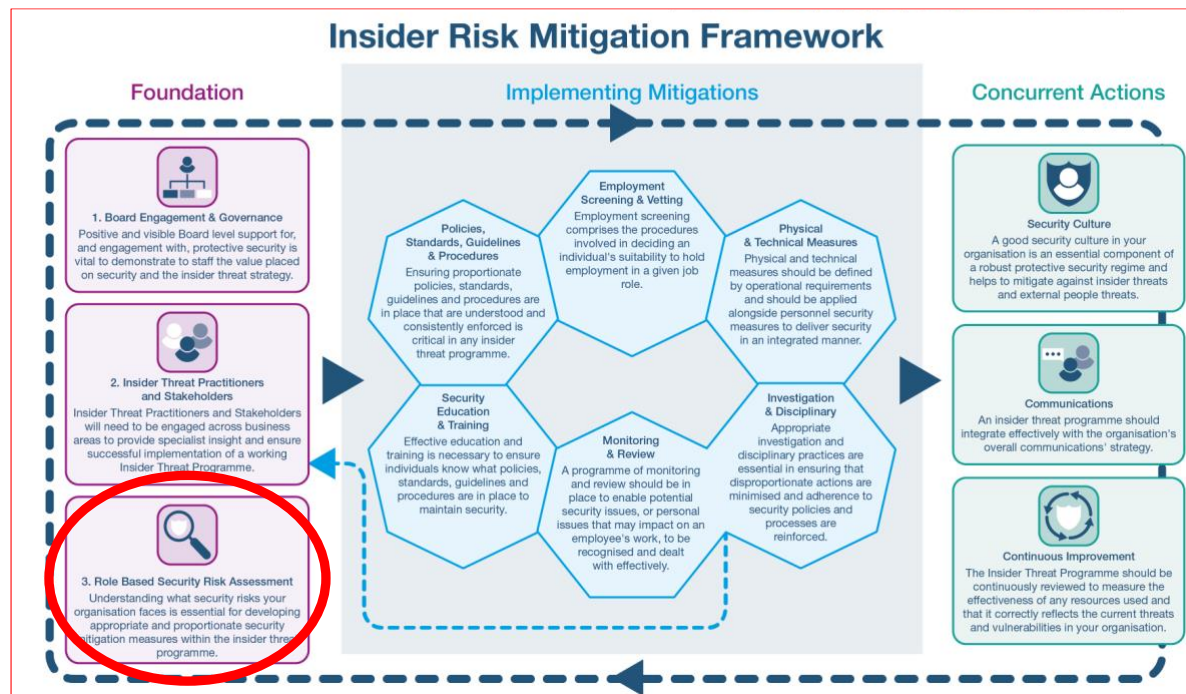 Insider Risk Mitigation Framework
Foundation
1. Board Engagement & Governance
Positive and visible Board level support for,
and engagement with, protective security is
vital to demonstrate to staff the value placed
on security and the insider threat strategy.
2. Insider Threat Practitioners
and Stakeholders
Insider Threat Practitioners and Stakeholders
will need to be engaged across business
areas to provide specialist insight and ensure
successful implementation of a working
Insider Threat Programme.
3. Role Based Security Risk Assessment
Understanding what security risks your
organisation faces is essential for developing
appropriate and proportionate security
mitigation measures within the insider threat
programme.
Implementing Mitigations
Policies,
Standards, Guidelines
& Procedures
Ensuring proportionate
policies, standards,
guidelines and procedures are
in place that are understood and
consistently enforced is
critical in any insider
threat programme.
Employment
Screening & Vetting
Employment screening
comprises the procedures
involved in deciding an
individual's suitability to hold
employment in a given job
role.
Physical
& Technical Measures
Physical and technical
measures should be defined
by operational requirements
and should be applied
alongside personnel security
measures to deliver security
in an integrated manner.
Security
Education
& Training
Effective education and
training is necessary to ensure
individuals know what policies,
standards, guidelines and
procedures are in place to
maintain security.
Monitoring
& Review
A programme of monitoring
and review should be in
place to enable potential
security issues, or personal
issues that may impact on an
employee's work, to be
recognised and dealt
with effectively.
Investigation
& Disciplinary
Appropriate
investigation and
disciplinary practices are
essential in ensuring that
disproportionate actions are
minimised and adherence to
security policies and
processes are
reinforced.
Concurrent Actions
Security Culture
A good security culture in your
organisation is an essential component of
a robust protective security regime and
helps to mitigate against insider threats
and external people threats.
Communications
An insider threat programme should
integrate effectively with the organisation's
overall communications' strategy.
Continuous Improvement
The Insider Threat Programme should be
continuously reviewed to measure the
effectiveness of any resources used and
that it correctly reflects the current threats
and vulnerabilities in your organisation.